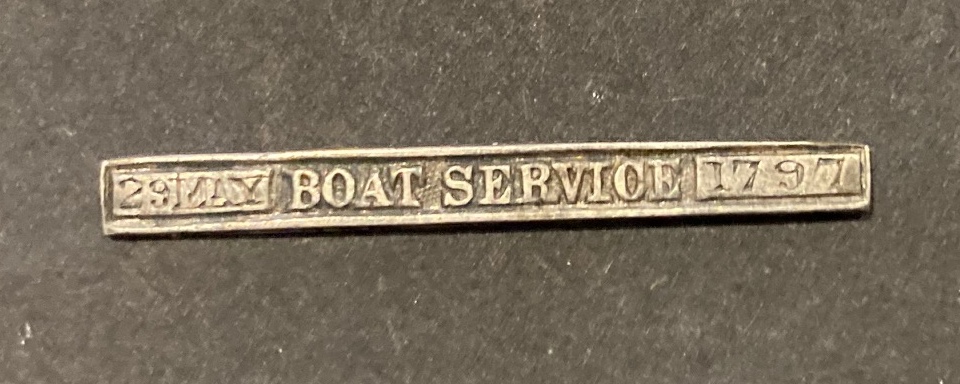 29 MAY BOAT SERVICE 1797